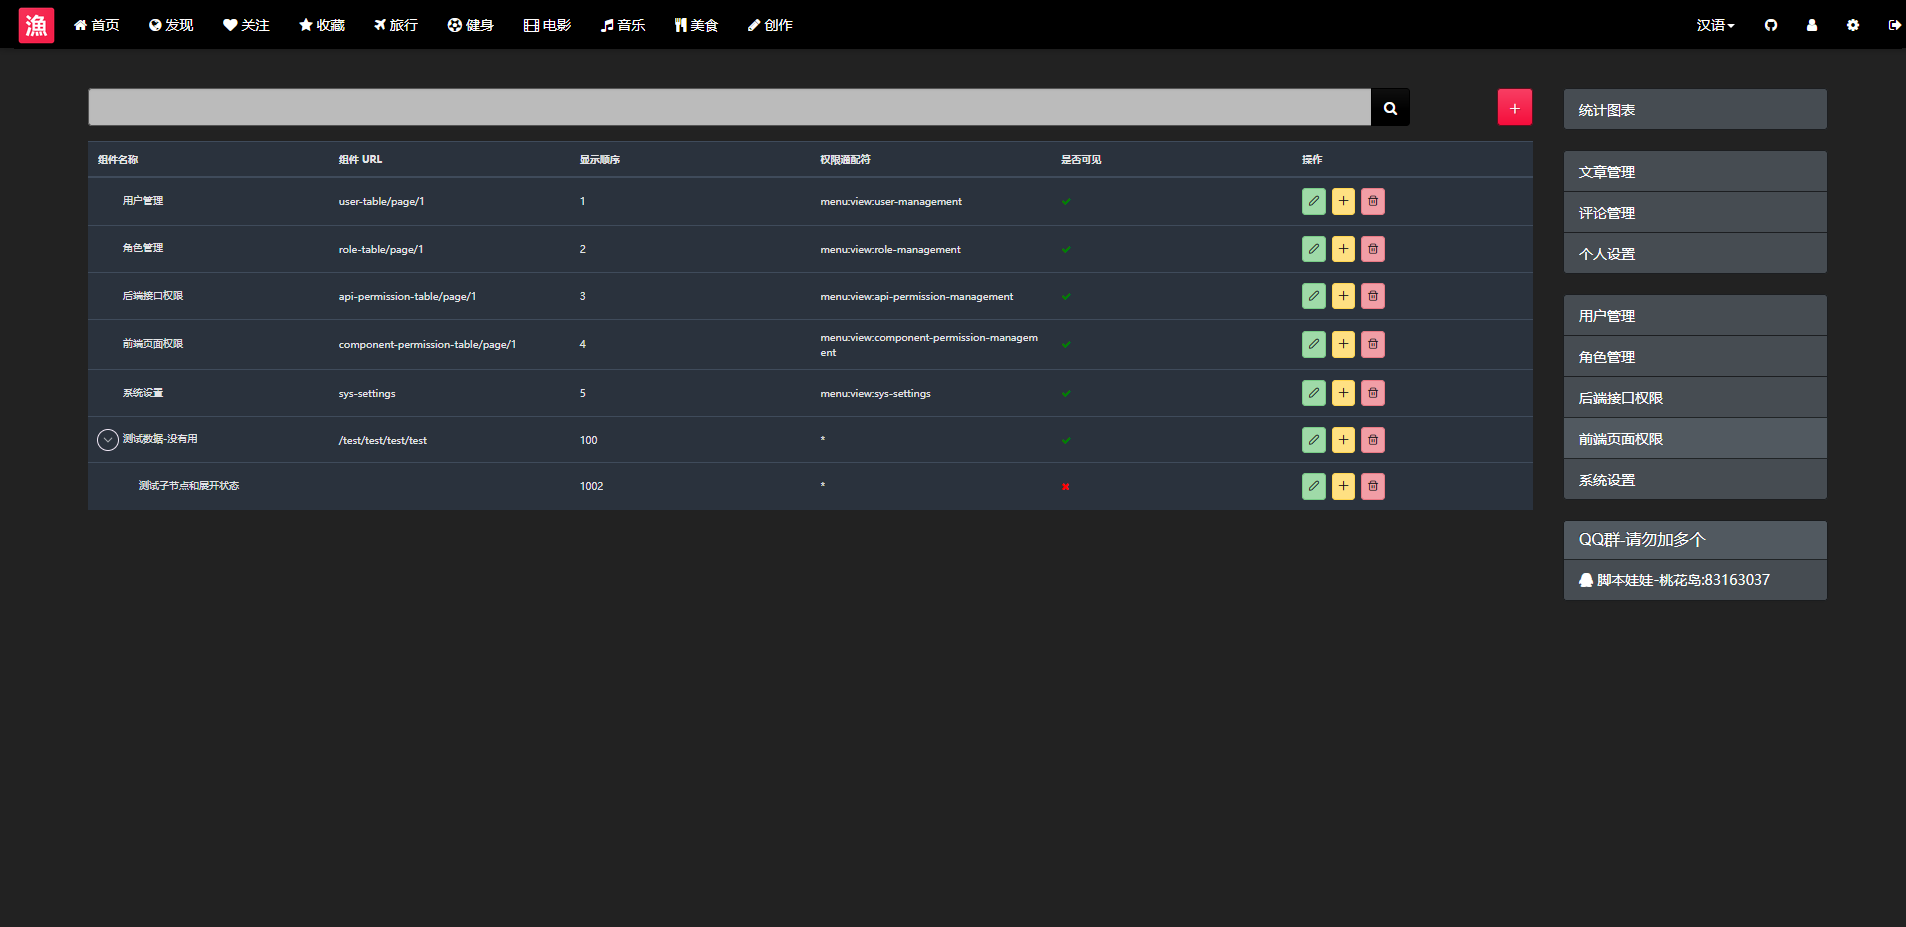 漁 首页 发现 关注 收藏 旅行 健身 电影 音乐 美食 创作 汉语
统计图表
组件名称 组件 URL 显示顺序 权限通配符 是否可见 操作
用户管理 user-table/page/1 1 menu:view:user-management
角色管理 role-table/page/1 2 menu:view:role-management
后端接口权限 api-permission-table/page/1 3 menu:view:api-permission-management
前端页面权限 component-permission-table/page/1 4 menu:view:component-permission-managem
ent
系统设置 sys-settings 5 menu:view:sys-settings
测试数据-没有用 /test/test/test/test 100 *
测试子节点和展开状态 1002 *
文章管理
评论管理
个人设置
用户管理
角色管理
后端接口权限
前端页面权限
系统设置
QQ群-请勿加多个
脚本娃娃-桃花岛:83163037